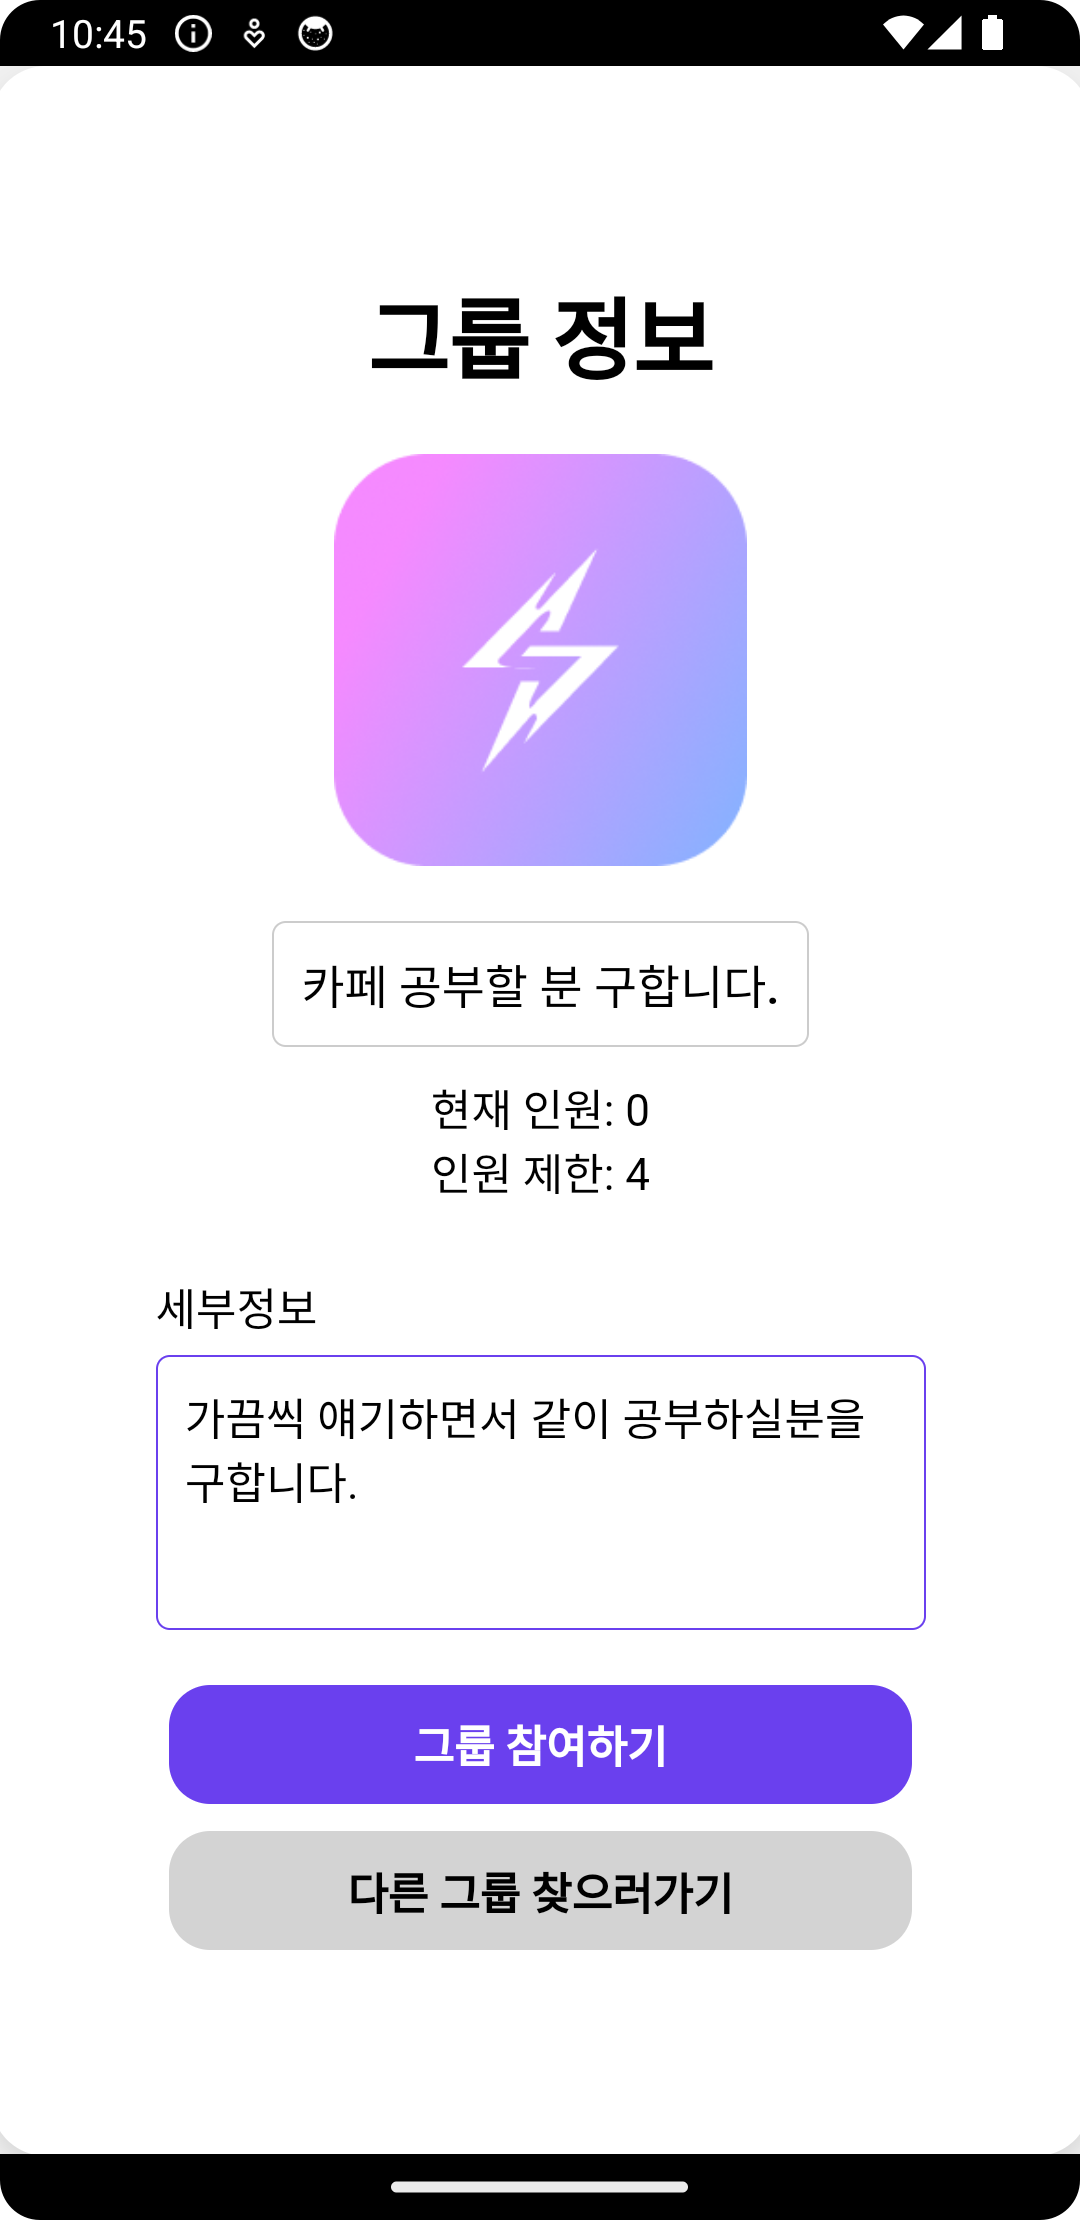 10:45
그룹 정보
카페 공부할 분 구합니다.
현재 인원: 0
인원 제한: 4
세부정보
가끔씩 얘기하면서 같이 공부하실분을
구합니다.
그룹 참여하기
다른 그룹 찾으러가기